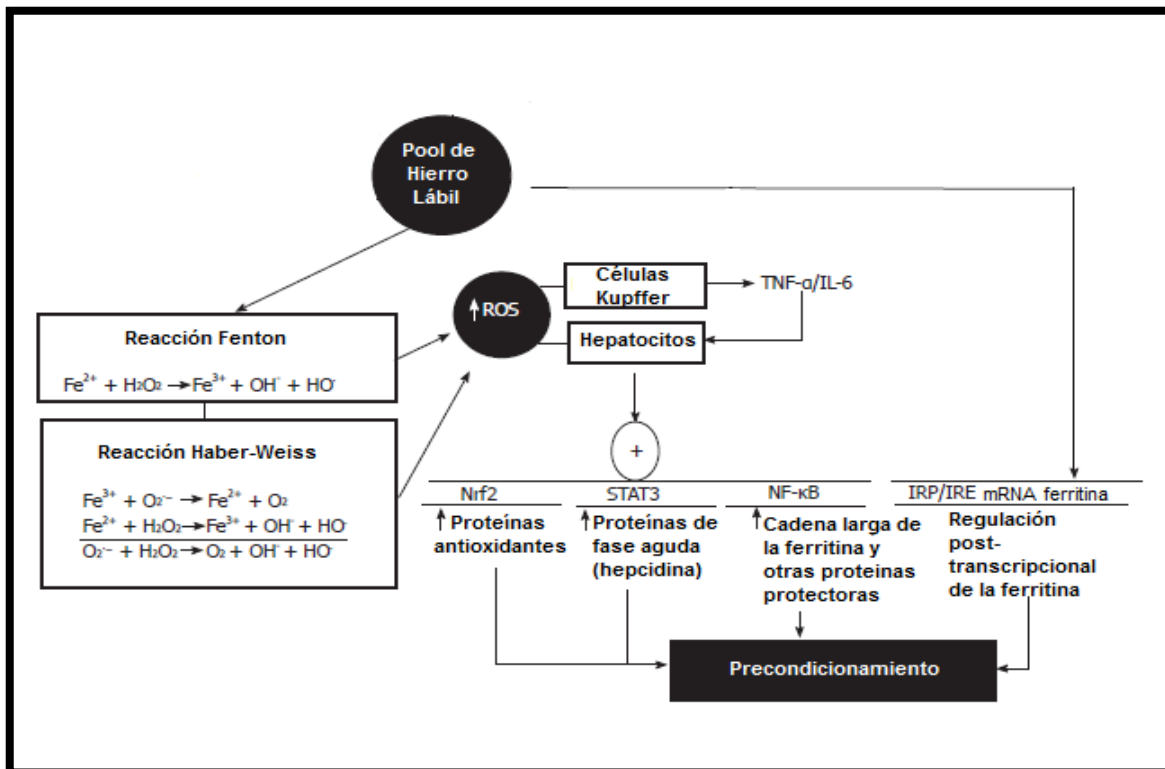 Pool de
Hierro
Lábil
Reacción Fenton
Fe²⁺ + H₂O₂ → Fe³⁺ + OH⁻ + HO·
Reacción Haber-Weiss
Fe³⁺ + O₂·⁻ → Fe²⁺ + O₂
Fe²⁺ + H₂O₂ → Fe³⁺ + OH⁻ + HO·
O₂·⁻ + H₂O₂ → O₂ + OH⁻ + HO·
↑ROS
Células
Kupffer
TNF-α/IL-6
Hepatocitos
+
Nrf2
↑ Proteínas
antioxidantes
STAT3
↑ Proteínas de
fase aguda
(hepcidina)
NF-κB
↑ Cadena larga de
la ferritina y
otras proteinas
protectoras
IRP/IRE mRNA ferritina
Regulación
post-
transcripcional
de la ferritina
Precondicionamiento